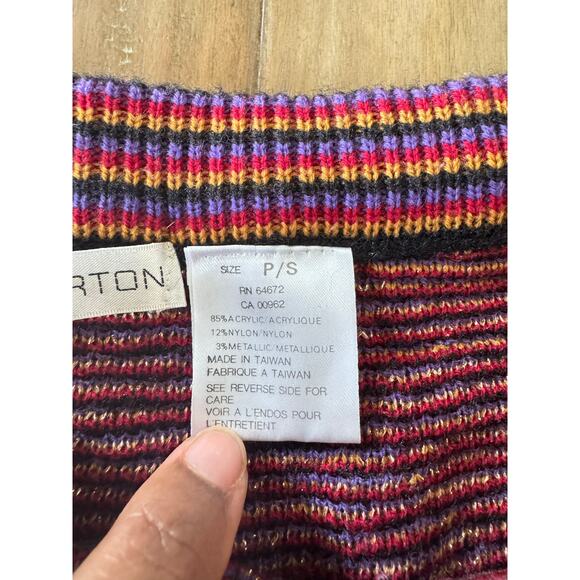 RTON
SIZE P/S
RN 64672
CA 00962
85% ACRYLIC/ACRYLIQUE
12% NYLON/NYLON
3% METALLIC/METALLIQUE
MADE IN TAIWAN
FABRIQUE A TAIWAN
SEE REVERSE SIDE FOR
CARE
VOIR A L'ENDOS POUR
L'ENTRETIENT